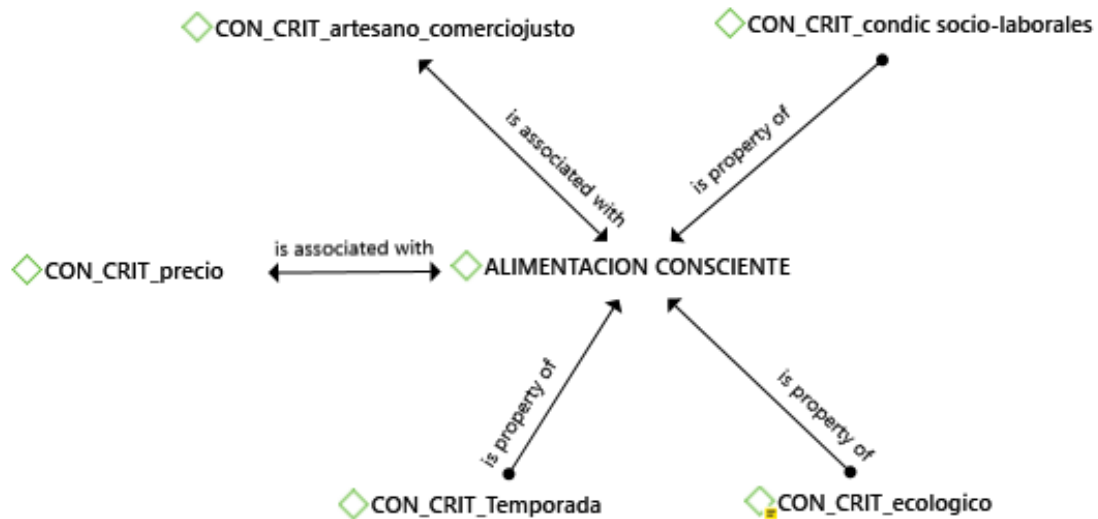 CON_CRIT_artesano_comerciojusto
CON_CRIT_condic socio-laborales
is associated with
is property of
CON_CRIT_precio
is associated with
ALIMENTACION CONSCIENTE
is property of
is property of
CON_CRIT_Temporada
CON_CRIT_ecologico